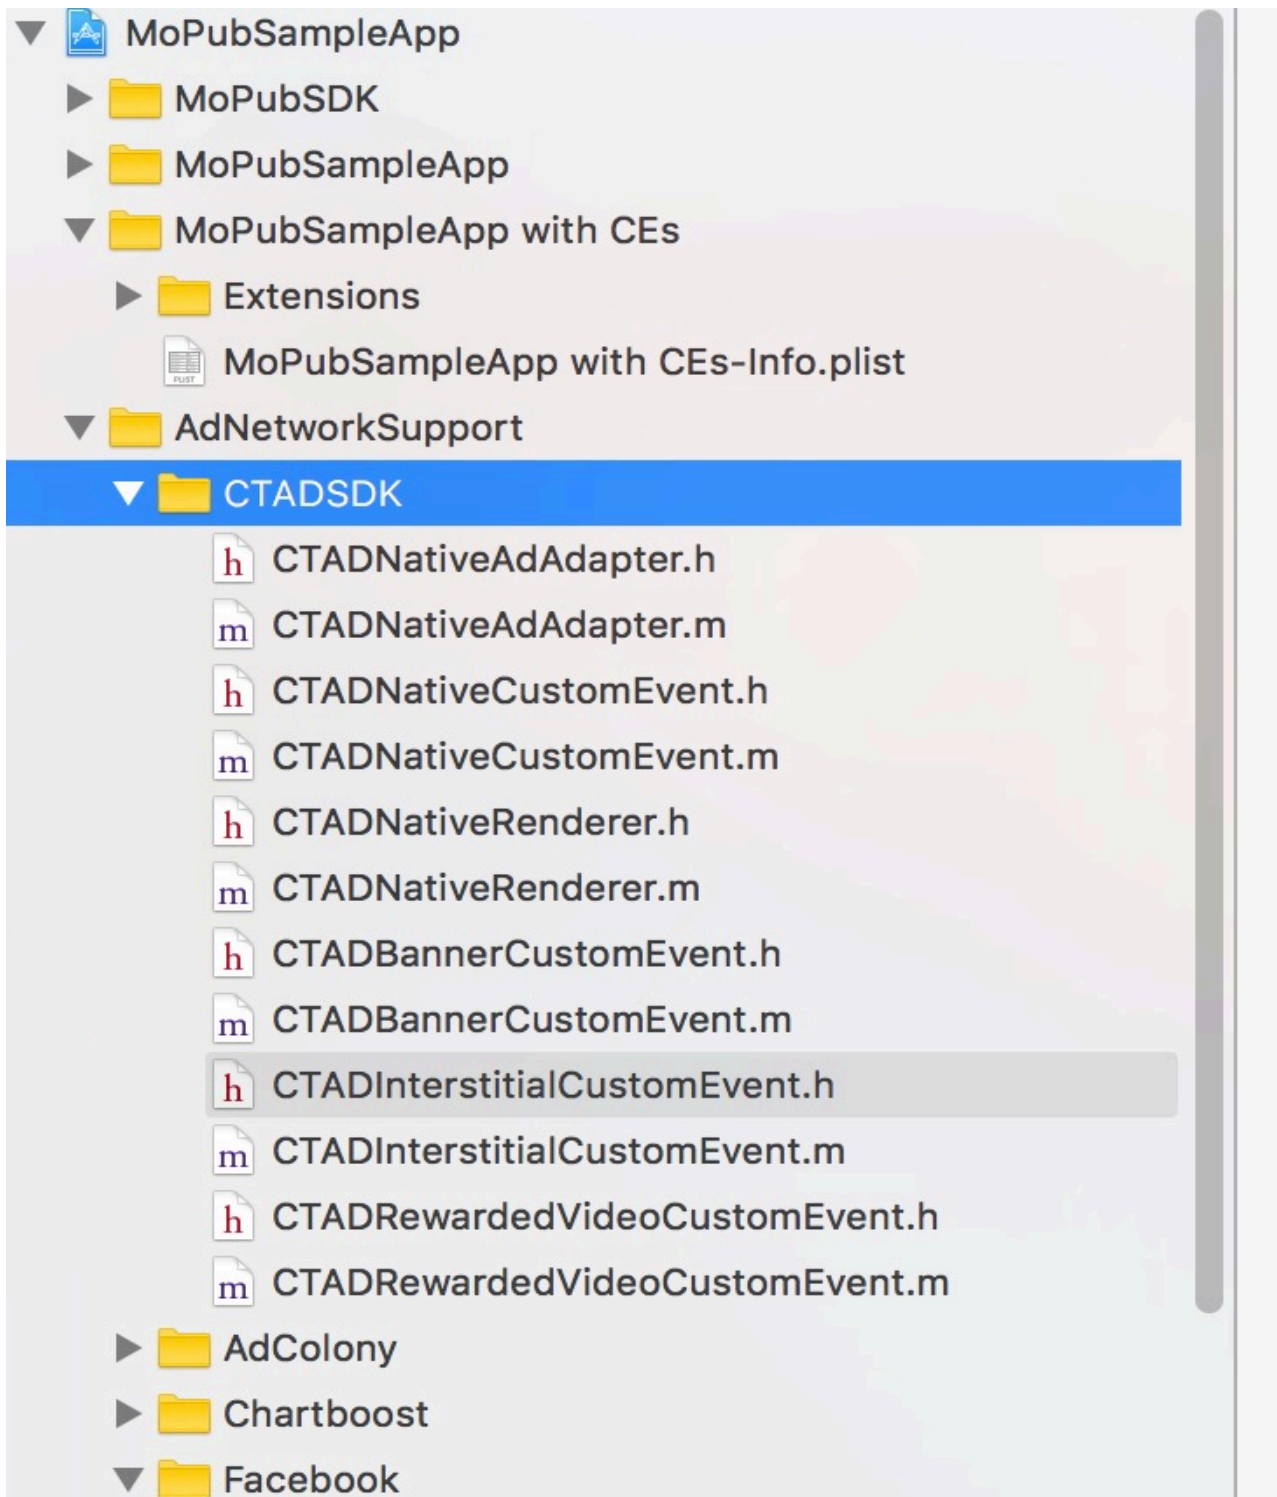 MoPubSampleApp
MoPubSDK
MoPubSampleApp
MoPubSampleApp with CEs
Extensions
PLIST
MoPubSampleApp with CEs-Info.plist
AdNetworkSupport
CTADSDK
h CTADNativeAdAdapter.h
m CTADNativeAdAdapter.m
h CTADNativeCustomEvent.h
m CTADNativeCustomEvent.m
h CTADNativeRenderer.h
m CTADNativeRenderer.m
h CTADBannerCustomEvent.h
m CTADBannerCustomEvent.m
h CTADInterstitialCustomEvent.h
m CTADInterstitialCustomEvent.m
h CTADRewardedVideoCustomEvent.h
m CTADRewardedVideoCustomEvent.m
AdColony
Chartboost
Facebook